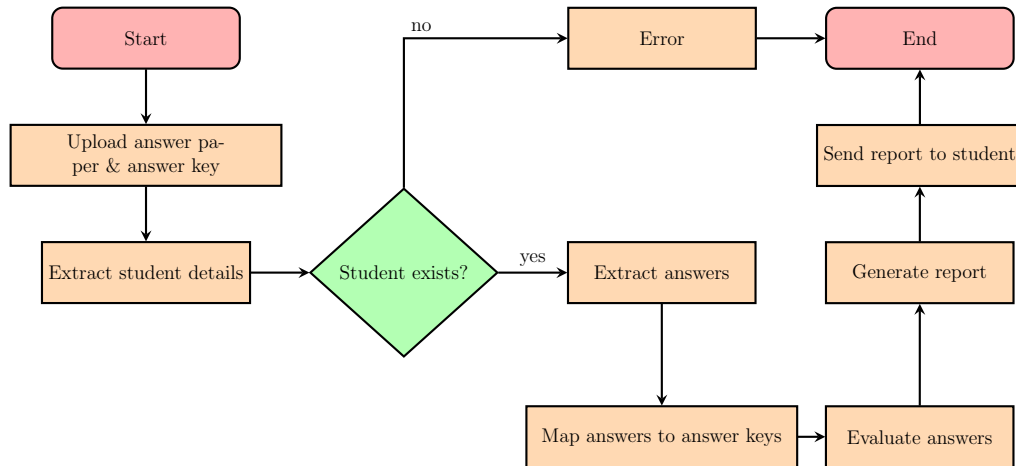 Start
Upload answer pa-
per & answer key
Extract student details
Student exists?
no
Error
End
yes
Extract answers
Map answers to answer keys
Evaluate answers
Generate report
Send report to student